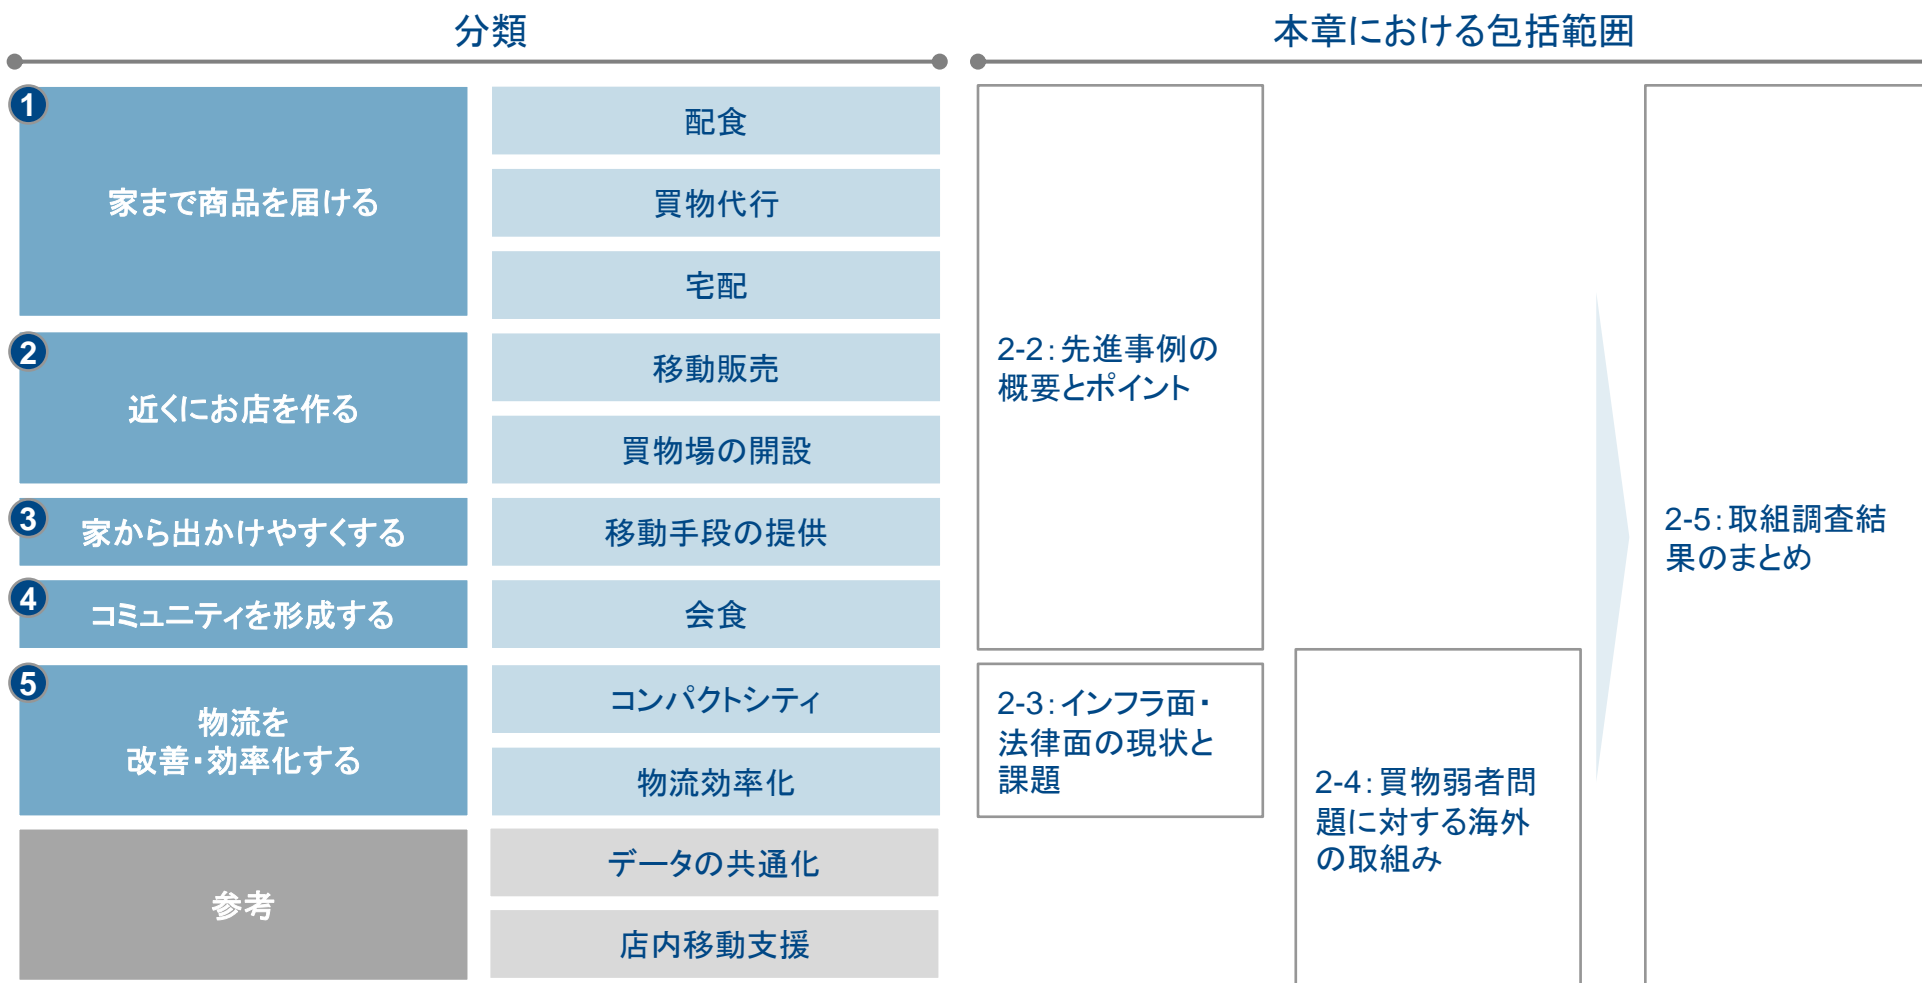 分類
本章における包括範囲
1
家まで商品を届ける
配食
買物代行
宅配
2
近くにお店を作る
移動販売
買物場の開設
3
家から出かけやすくする
移動手段の提供
4
コミュニティを形成する
会食
5
物流を
改善・効率化する
コンパクトシティ
物流効率化
参考
データの共通化
店内移動支援
2-2：先進事例の
概要とポイント
2-3：インフラ面・
法律面の現状と
課題
2-4：買物弱者問
題に対する海外
の取組み
2-5：取組調査結
果のまとめ